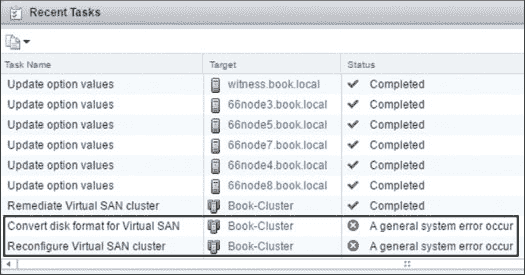 Recent Tasks
Task Name Target Status
Update option values witness.book.local Completed
Update option values 66node3.book.local Completed
Update option values 66node5.book.local Completed
Update option values 66node7.book.local Completed
Update option values 66node4.book.local Completed
Update option values 66node8.book.local Completed
Remediate Virtual SAN cluster Book-Cluster Completed
Convert disk format for Virtual SAN Book-Cluster A general system error occur
Reconfigure Virtual SAN cluster Book-Cluster A general system error occur